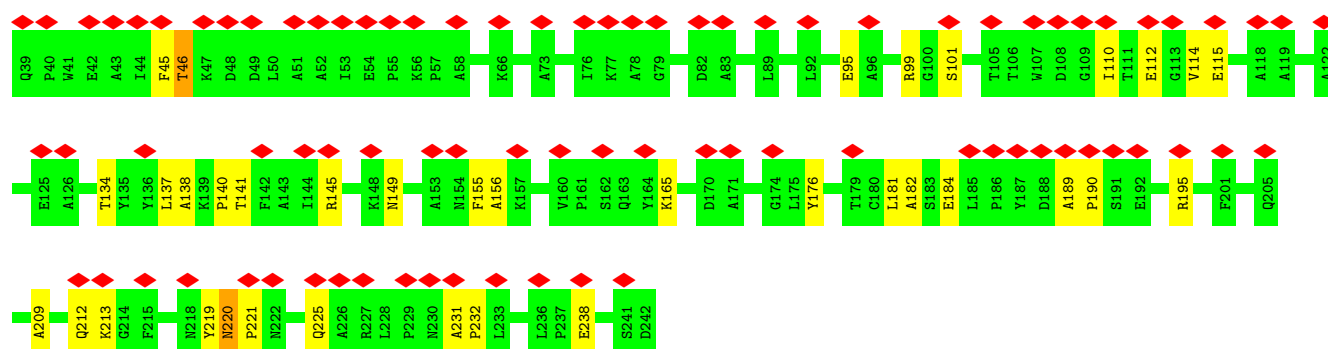 Q39 P40 W41 E42 A43 I44 F45 T46 K47 D48 D49 L50 A51 A52 I53 E54 P55 K56 P57 A58 K66 A73 I76 K77 A78 G79 D82 A83 L89 L92 E95 A96 R99 G100 S101 T105 T106 W107 D108 G109 I110 T111 E112 G113 V114 E115 A118 A119 A122
E125 A126 T134 Y135 Y136 L137 A138 K139 P140 T141 F142 A143 I144 R145 K148 N149 A153 N154 F155 A156 K157 V160 P161 S162 Q163 Y164 K165 D170 A171 G174 L175 Y176 T179 C180 L181 A182 S183 E184 L185 P186 Y187 D188 A189 P190 S191 E192 R195 F201 Q205
A209 Q212 K213 G214 F215 N218 Y219 N220 P221 N222 Q225 A226 R227 L228 P229 N230 A231 P232 L233 L236 P237 E238 S241 D242